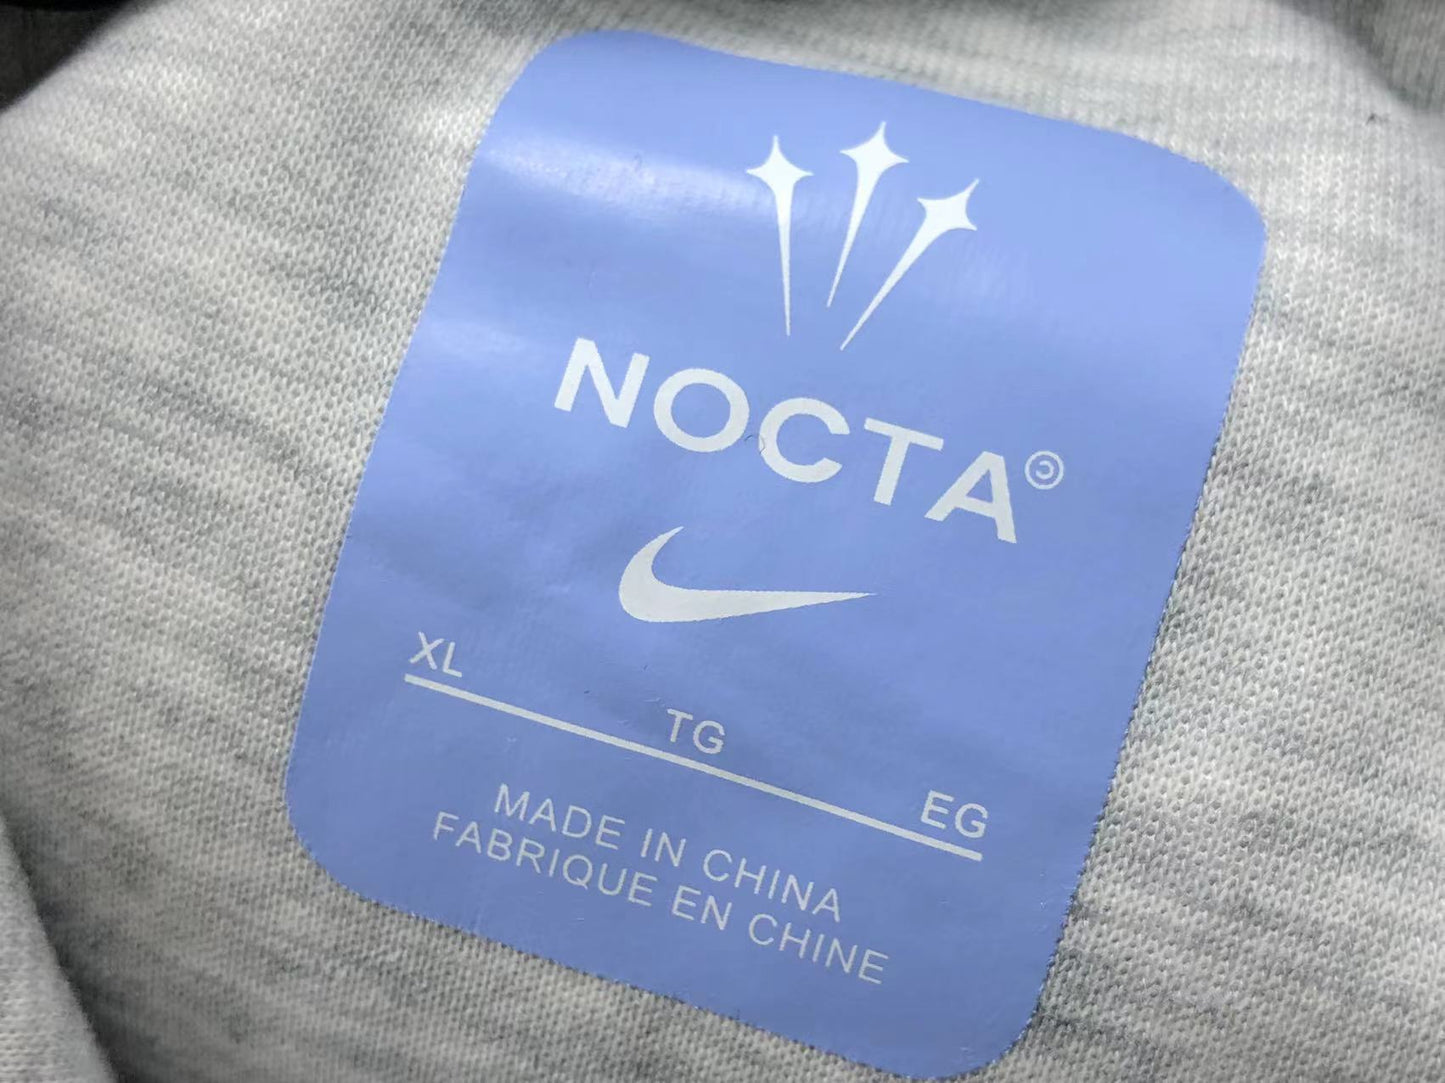 NOCTA©
XL TG EG
MADE IN CHINA
FABRIQUE EN CHINE